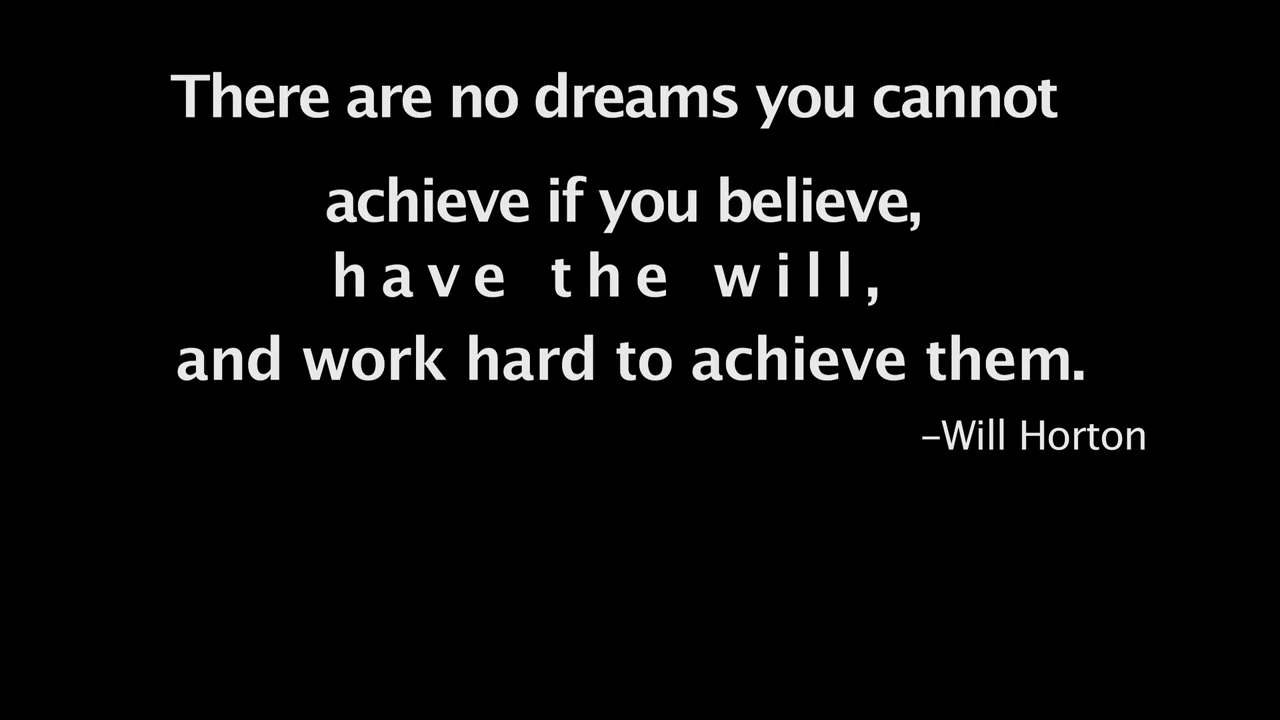 There are no dreams you cannot
achieve if you believe,
have the will,
and work hard to achieve them.
–Will Horton